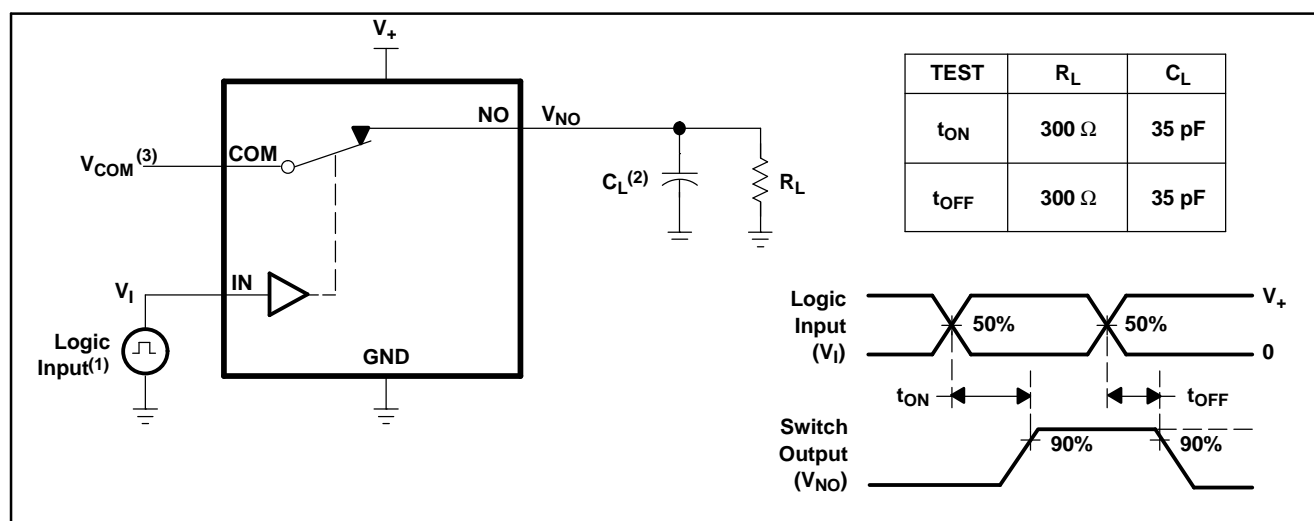 V+
NO
VNO
VCOM(3)
COM
CL(2)
RL
VI
IN
Logic
Input(1)
GND
TEST RL CL
tON 300 Ω 35 pF
tOFF 300 Ω 35 pF
Logic
Input
(VI)
50%
50%
V+
0
tON
tOFF
Switch
Output
(VNO)
90%
90%